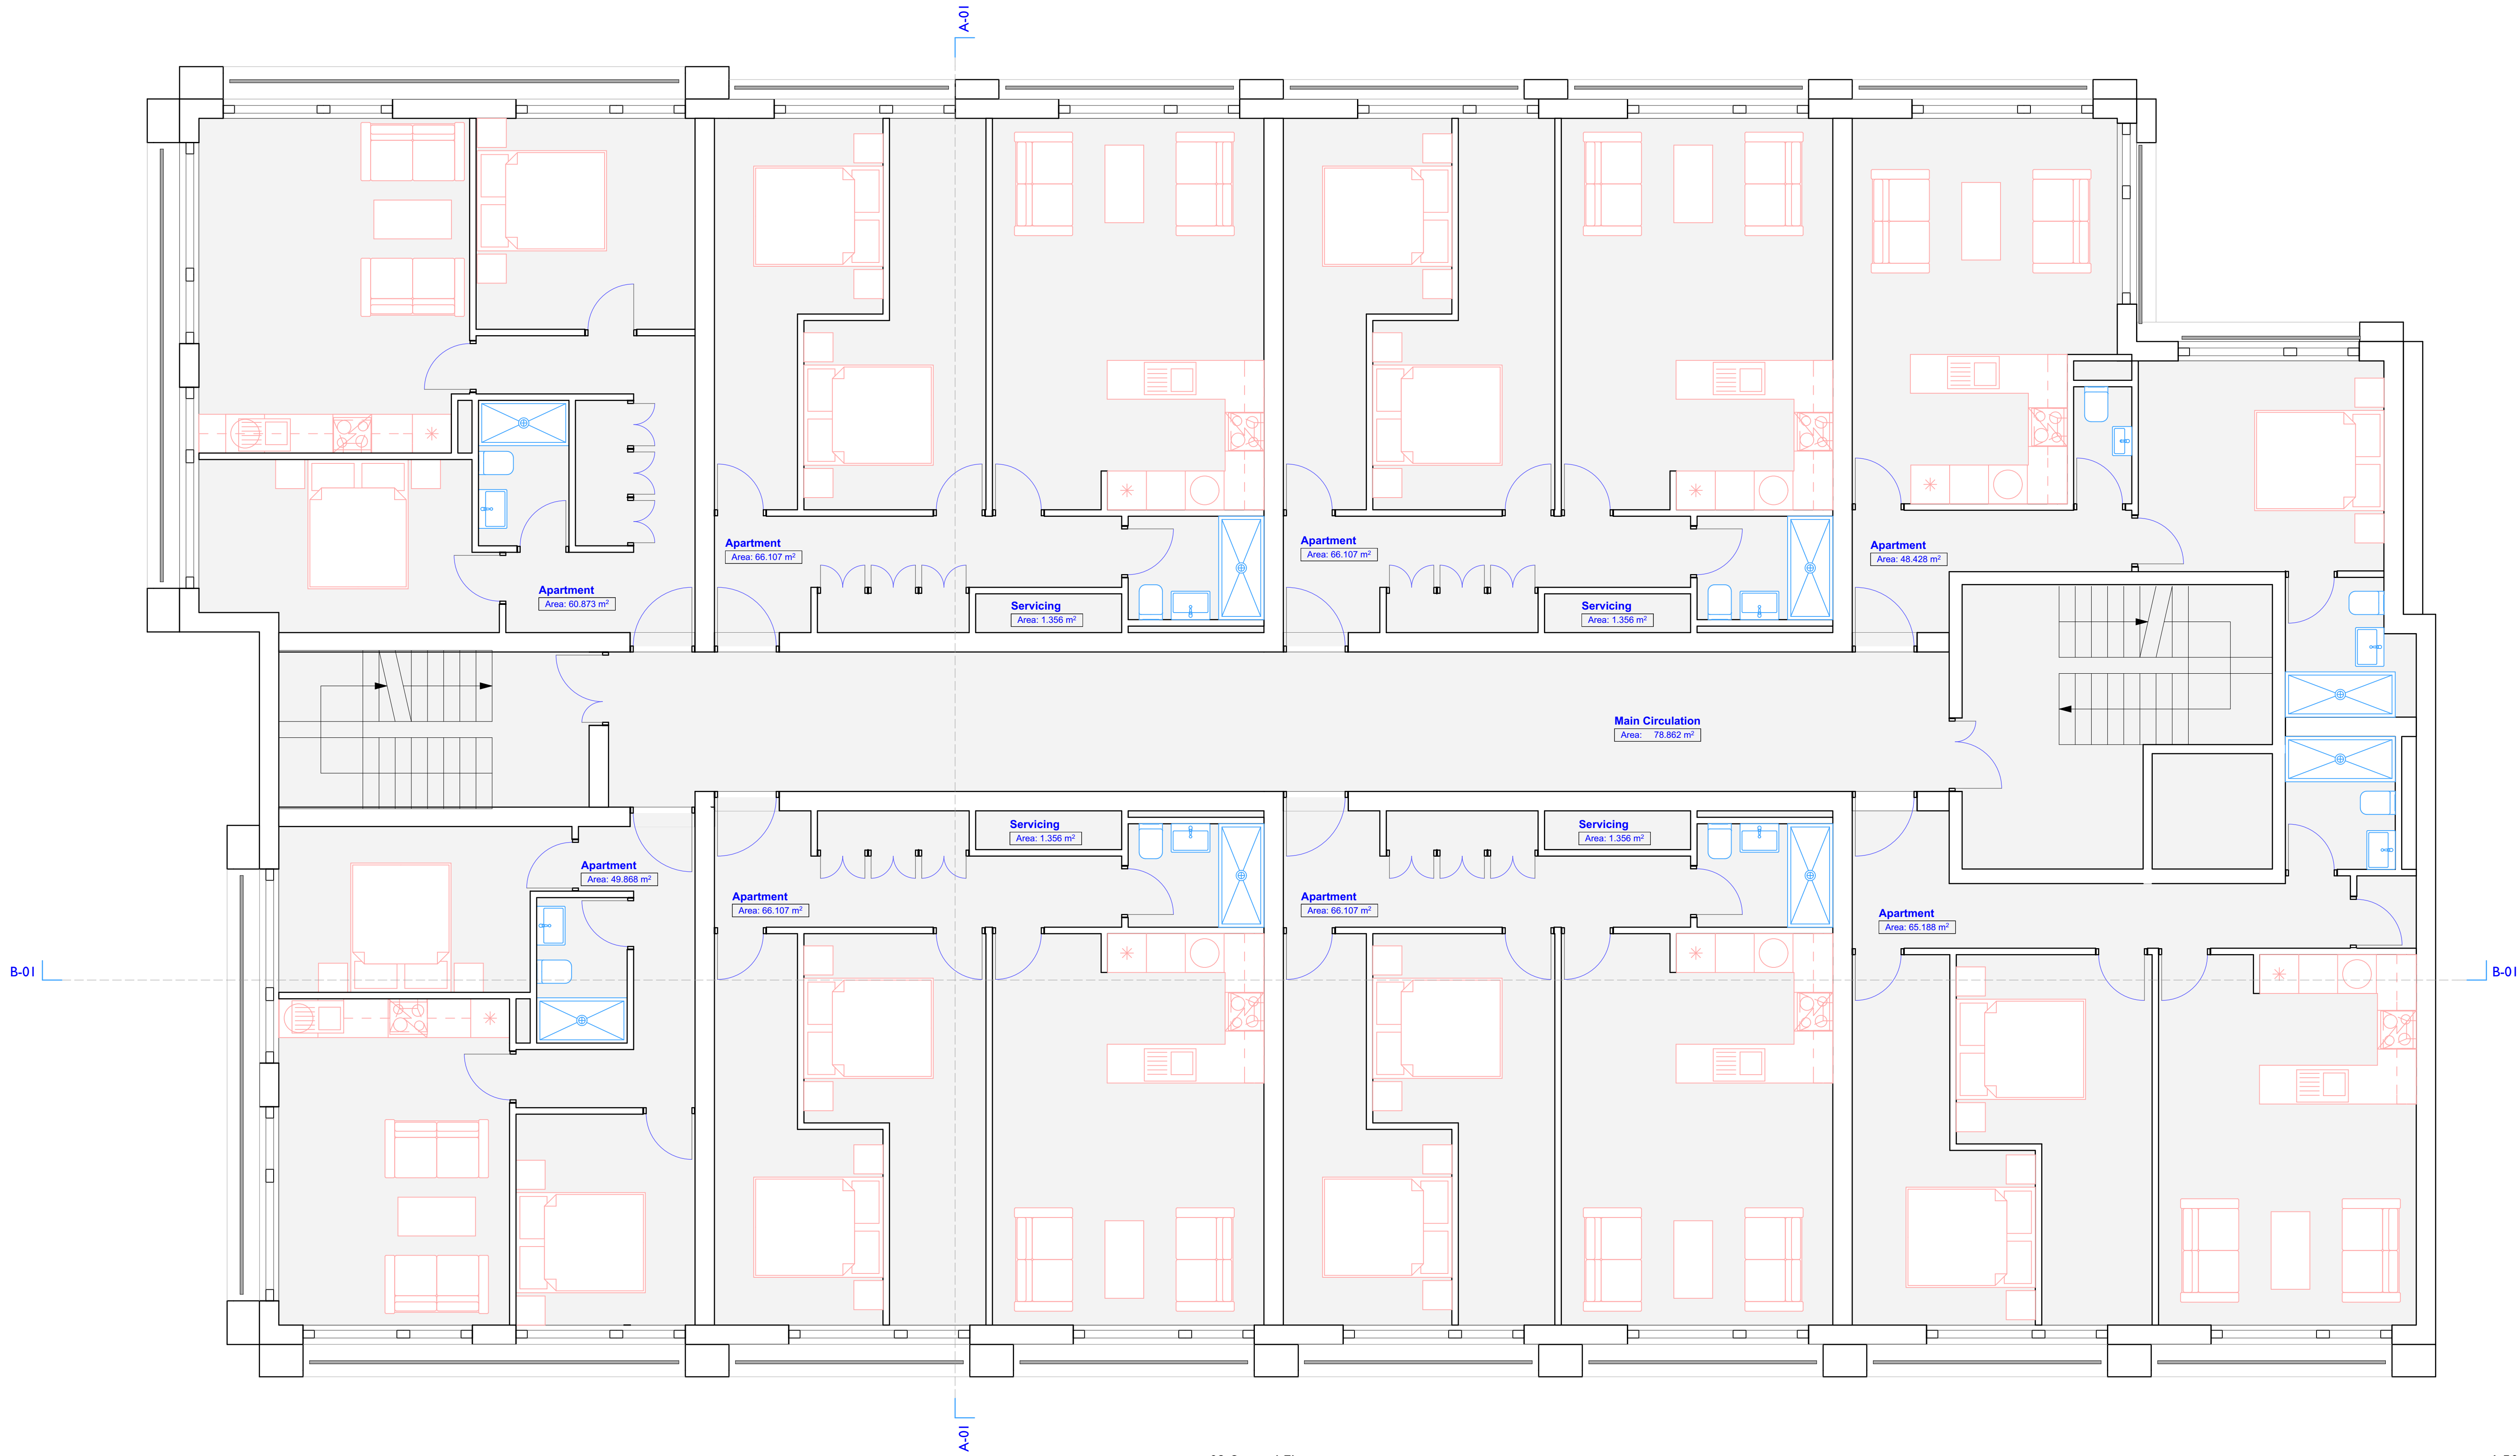 A-01
Apartment
Area: 66.107 m²
Apartment
Area: 66.107 m²
Apartment
Area: 48.428 m²
Apartment
Area: 60.873 m²
Servicing
Area: 1.356 m²
Servicing
Area: 1.356 m²
Main Circulation
Area: 78.862 m²
Servicing
Area: 1.356 m²
Servicing
Area: 1.356 m²
Apartment
Area: 49.868 m²
Apartment
Area: 66.107 m²
Apartment
Area: 66.107 m²
Apartment
Area: 65.188 m²
B-01
B-01
A-01